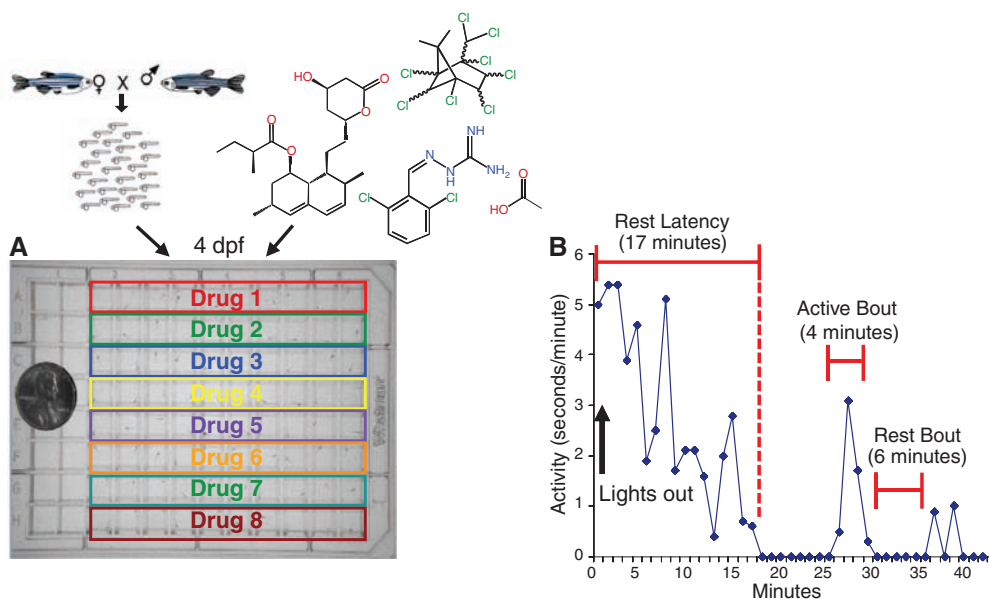 ♀ X ♂
HO
O
O
O
O
Cl
Cl
Cl
Cl
Cl
Cl
Cl
Cl
NH
N
N
H
NH2
Cl
Cl
O
HO
A
4 dpf
Drug 1
Drug 2
Drug 3
Drug 4
Drug 5
Drug 6
Drug 7
Drug 8
B
Rest Latency
(17 minutes)
Active Bout
(4 minutes)
Rest Bout
(6 minutes)
Lights out
Activity (seconds/minute)
6
5
4
3
2
1
0
0 5 10 15 20 25 30 35 40
Minutes